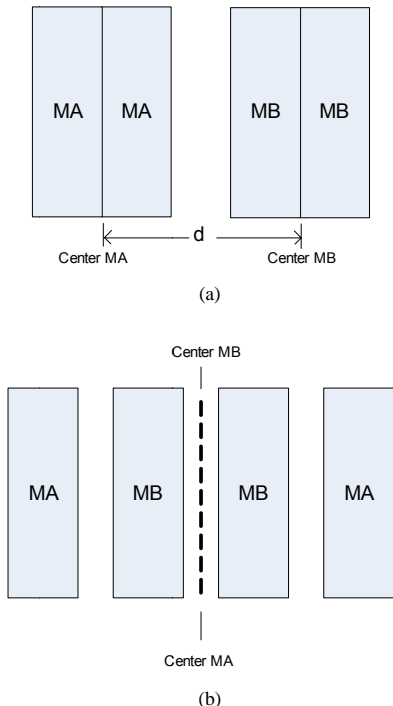 MA MA MB MB
d
Center MA Center MB
(a)
Center MB
MA MB MB MA
Center MA
(b)